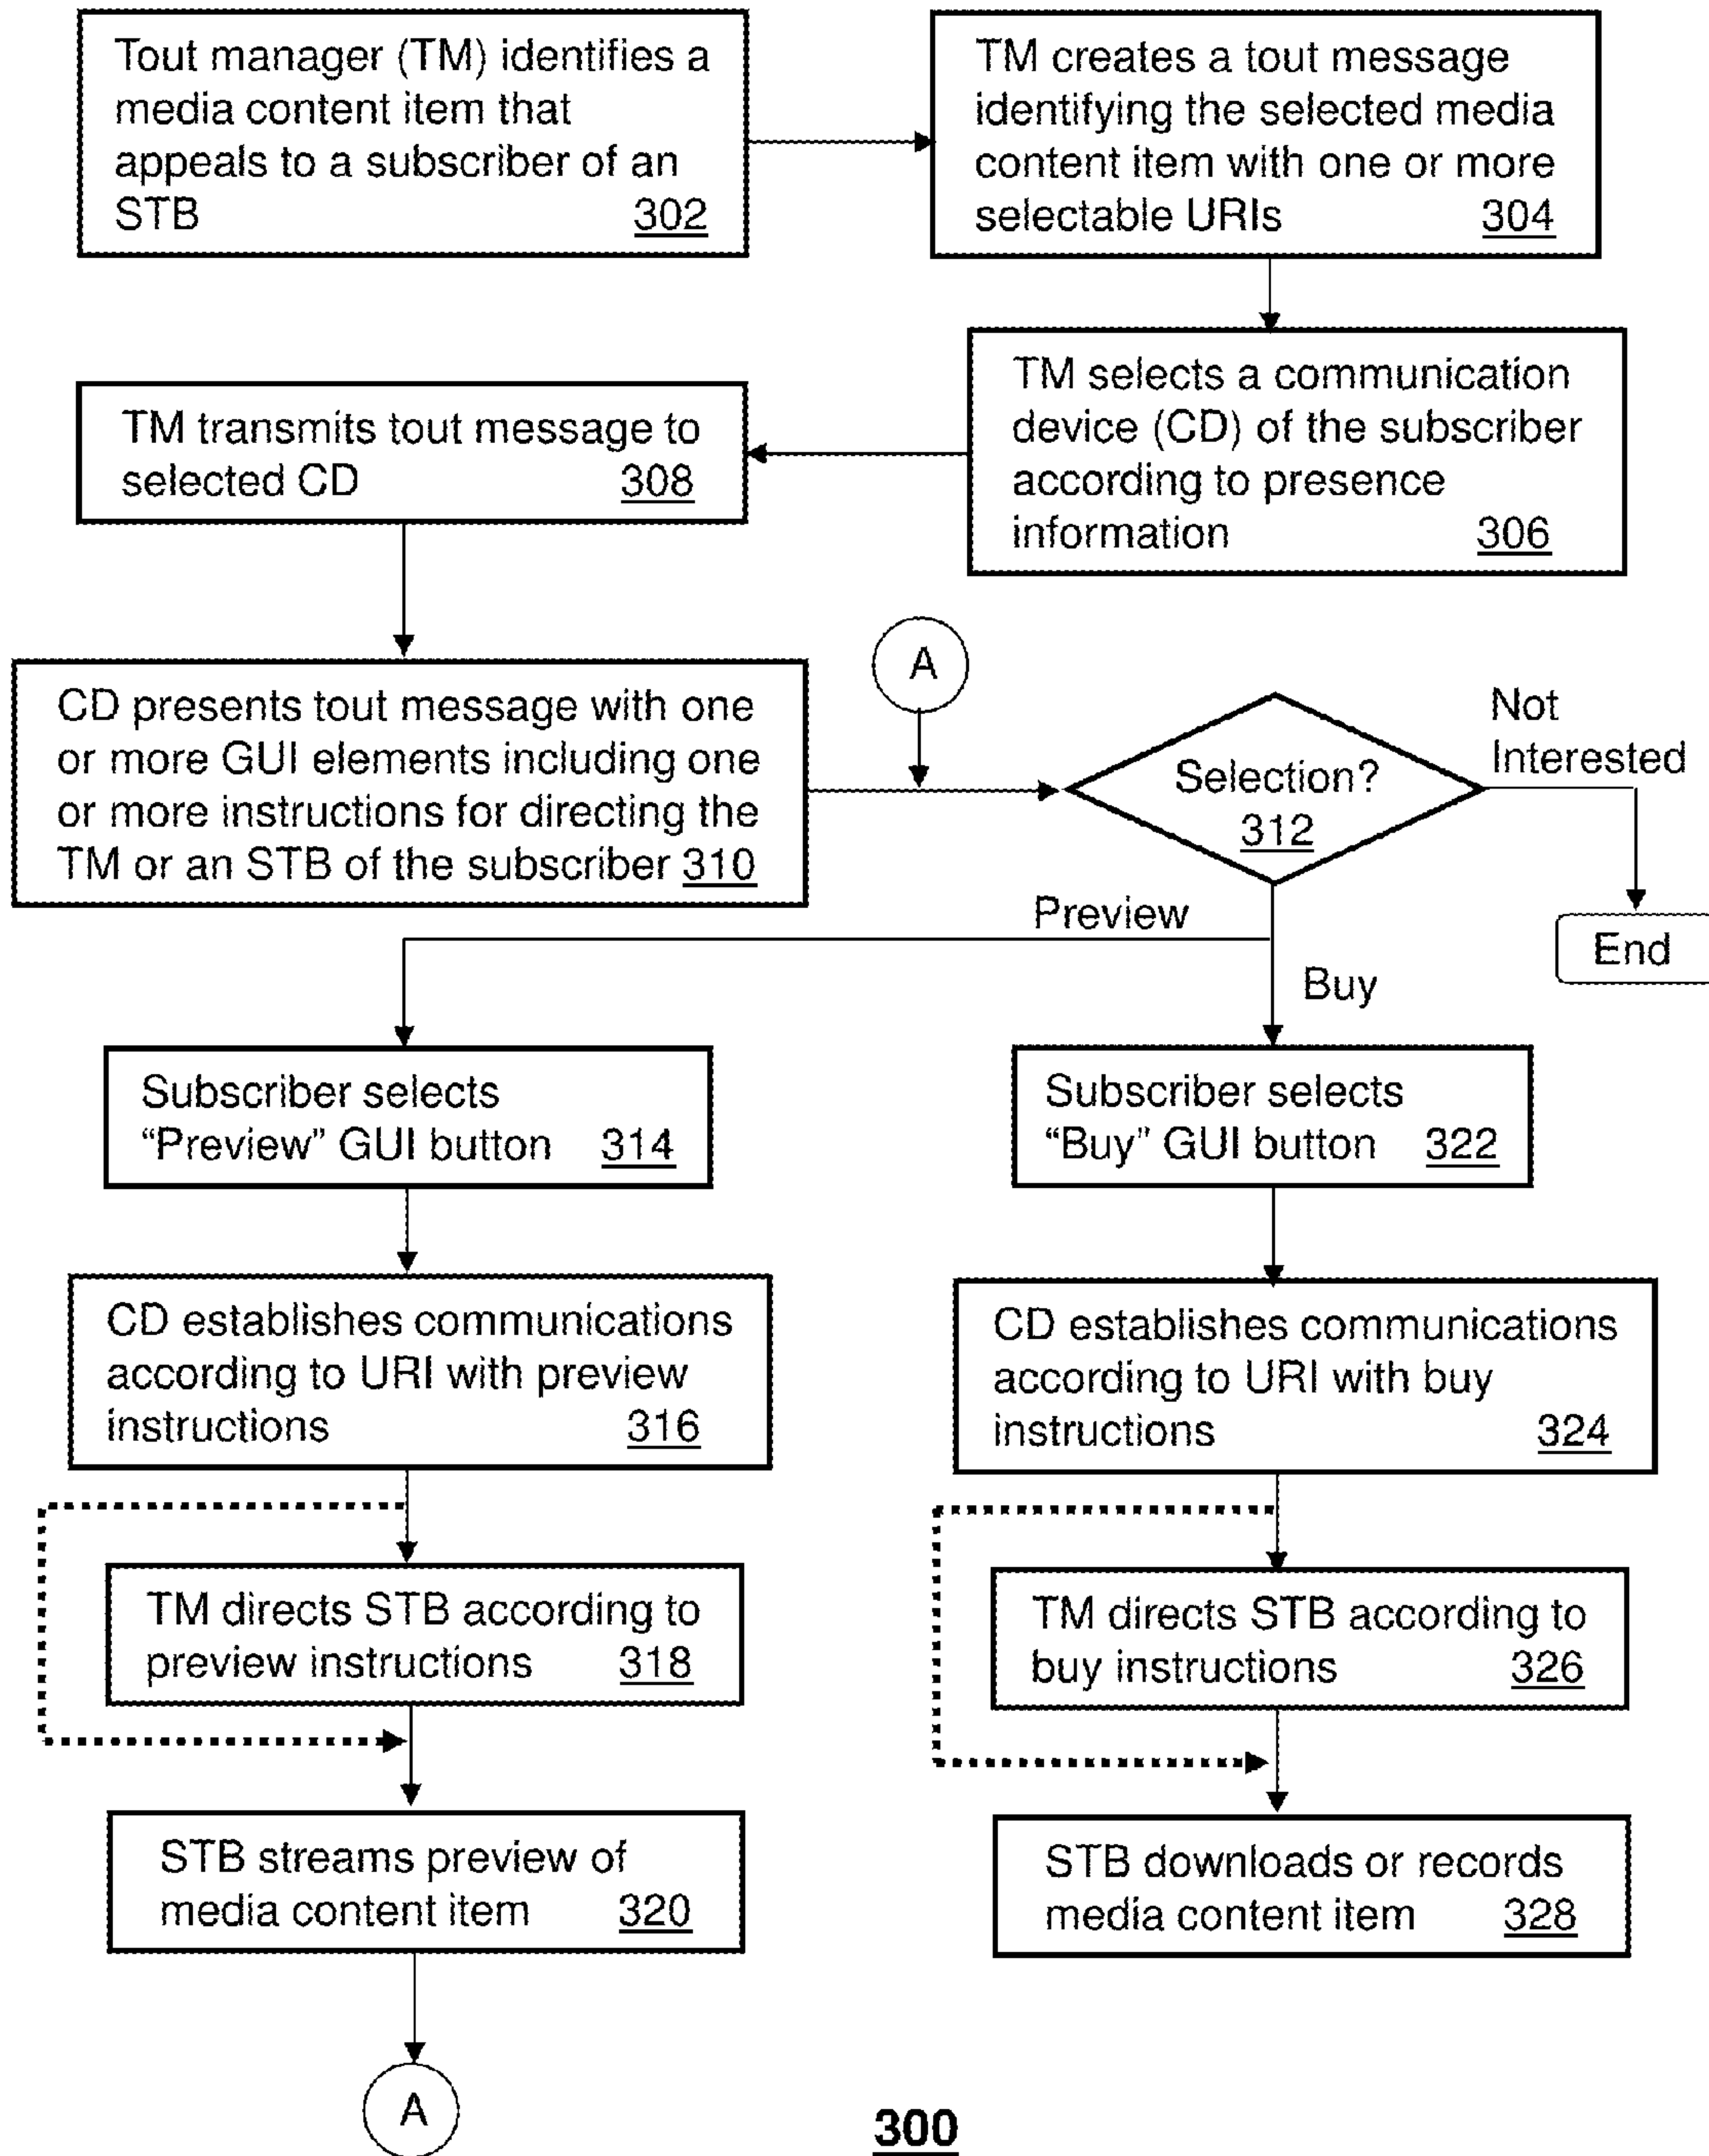 Tout manager (TM) identifies a
media content item that
appeals to a subscriber of an
STB 302
TM creates a tout message
identifying the selected media
content item with one or more
selectable URIs 304
TM selects a communication
device (CD) of the subscriber
according to presence
information 306
TM transmits tout message to
selected CD 308
CD presents tout message with one
or more GUI elements including one
or more instructions for directing the
TM or an STB of the subscriber 310
A
Selection?
312
Not
Interested
End
Preview
Buy
Subscriber selects
“Preview” GUI button 314
Subscriber selects
“Buy” GUI button 322
CD establishes communications
according to URI with preview
instructions 316
CD establishes communications
according to URI with buy
instructions 324
TM directs STB according to
preview instructions 318
TM directs STB according to
buy instructions 326
STB streams preview of
media content item 320
STB downloads or records
media content item 328
A
300